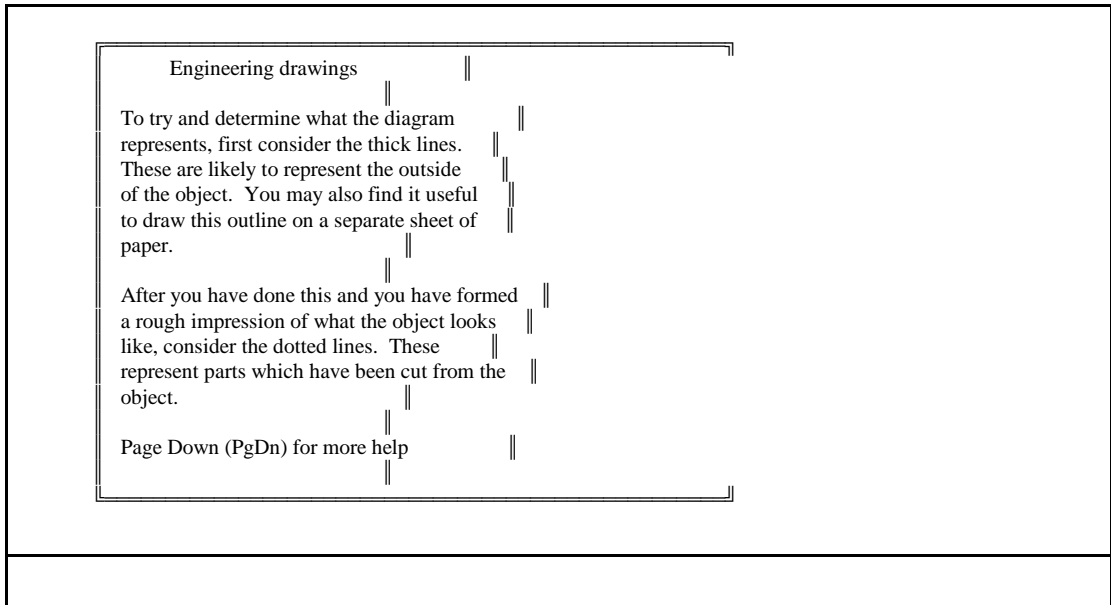 Engineering drawings
To try and determine what the diagram
represents, first consider the thick lines.
These are likely to represent the outside
of the object. You may also find it useful
to draw this outline on a separate sheet of
paper.
After you have done this and you have formed
a rough impression of what the object looks
like, consider the dotted lines. These
represent parts which have been cut from the
object.
Page Down (PgDn) for more help